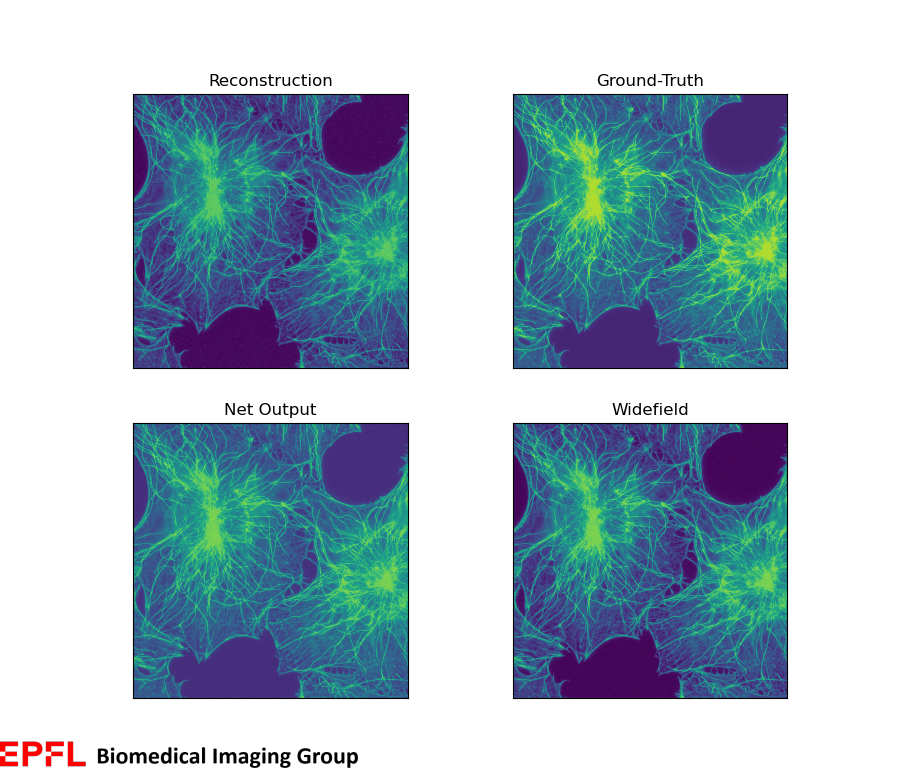 Reconstruction
Ground-Truth
Net Output
Widefield
EPFL Biomedical Imaging Group